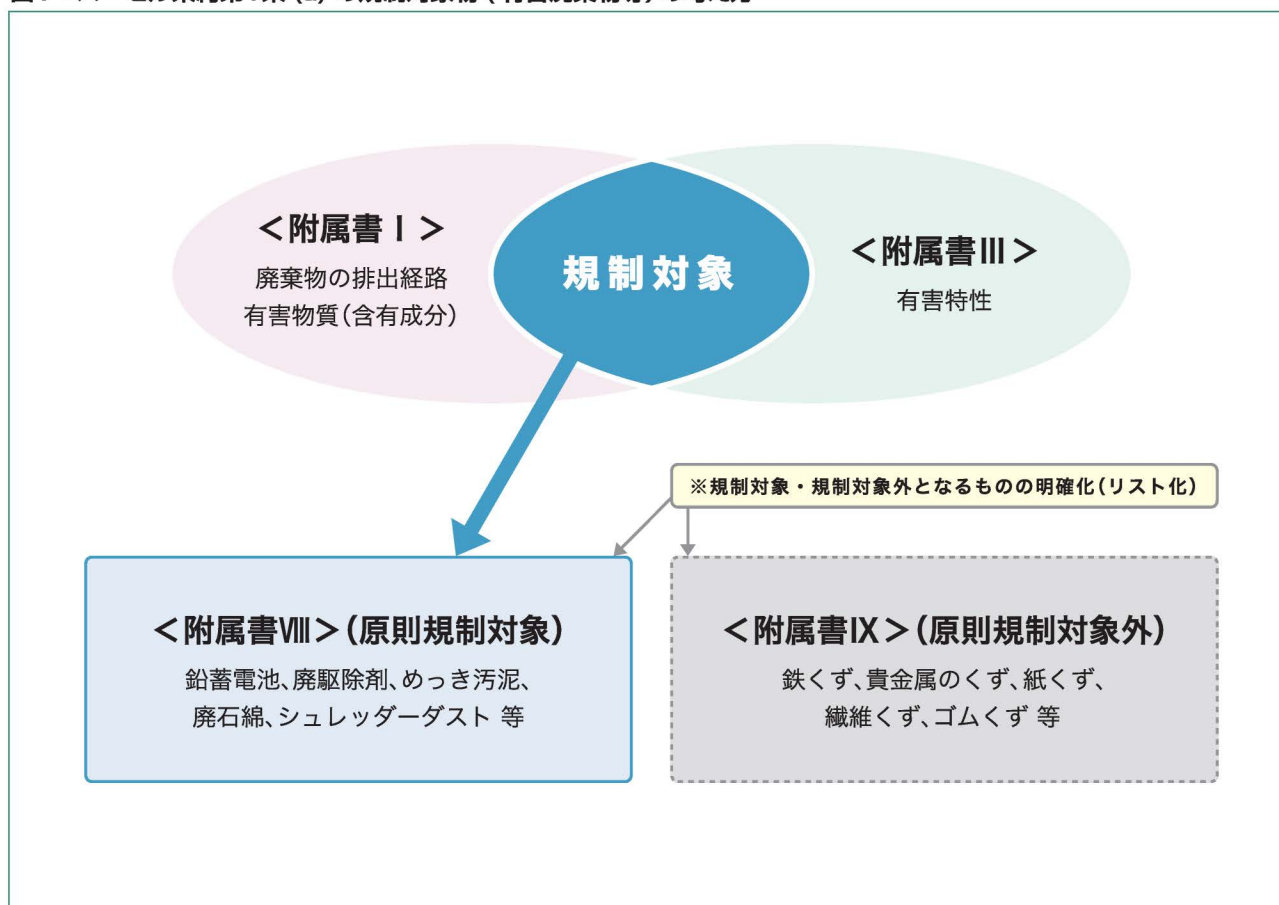 ＜附属書Ⅰ＞
廃棄物の排出経路
有害物質（含有成分）
規制対象
＜附属書Ⅲ＞
有害特性
※規制対象・規制対象外となるものの明確化（リスト化）
＜附属書Ⅷ＞（原則規制対象）
鉛蓄電池、廃駆除剤、めっき汚泥、
廃石綿、シュレッダーダスト 等
＜附属書Ⅸ＞（原則規制対象外）
鉄くず、貴金属のくず、紙くず、
繊維くず、ゴムくず 等